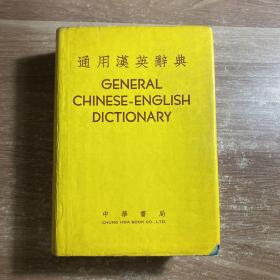 通用漢英辭典
GENERAL
CHINESE-ENGLISH
DICTIONARY
中華書局
CHUNG HWA BOOK CO., LTD.